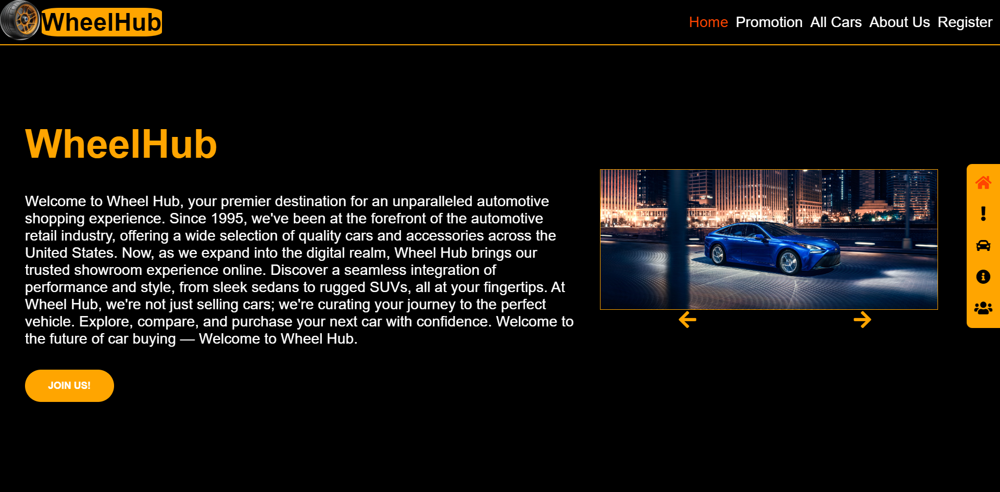 WheelHub
Home Promotion All Cars About Us Register
WheelHub
Welcome to Wheel Hub, your premier destination for an unparalleled automotive
shopping experience. Since 1995, we've been at the forefront of the automotive
retail industry, offering a wide selection of quality cars and accessories across the
United States. Now, as we expand into the digital realm, Wheel Hub brings our
trusted showroom experience online. Discover a seamless integration of
performance and style, from sleek sedans to rugged SUVs, all at your fingertips. At
Wheel Hub, we're not just selling cars; we're curating your journey to the perfect
vehicle. Explore, compare, and purchase your next car with confidence. Welcome to
the future of car buying — Welcome to Wheel Hub.
JOIN US!